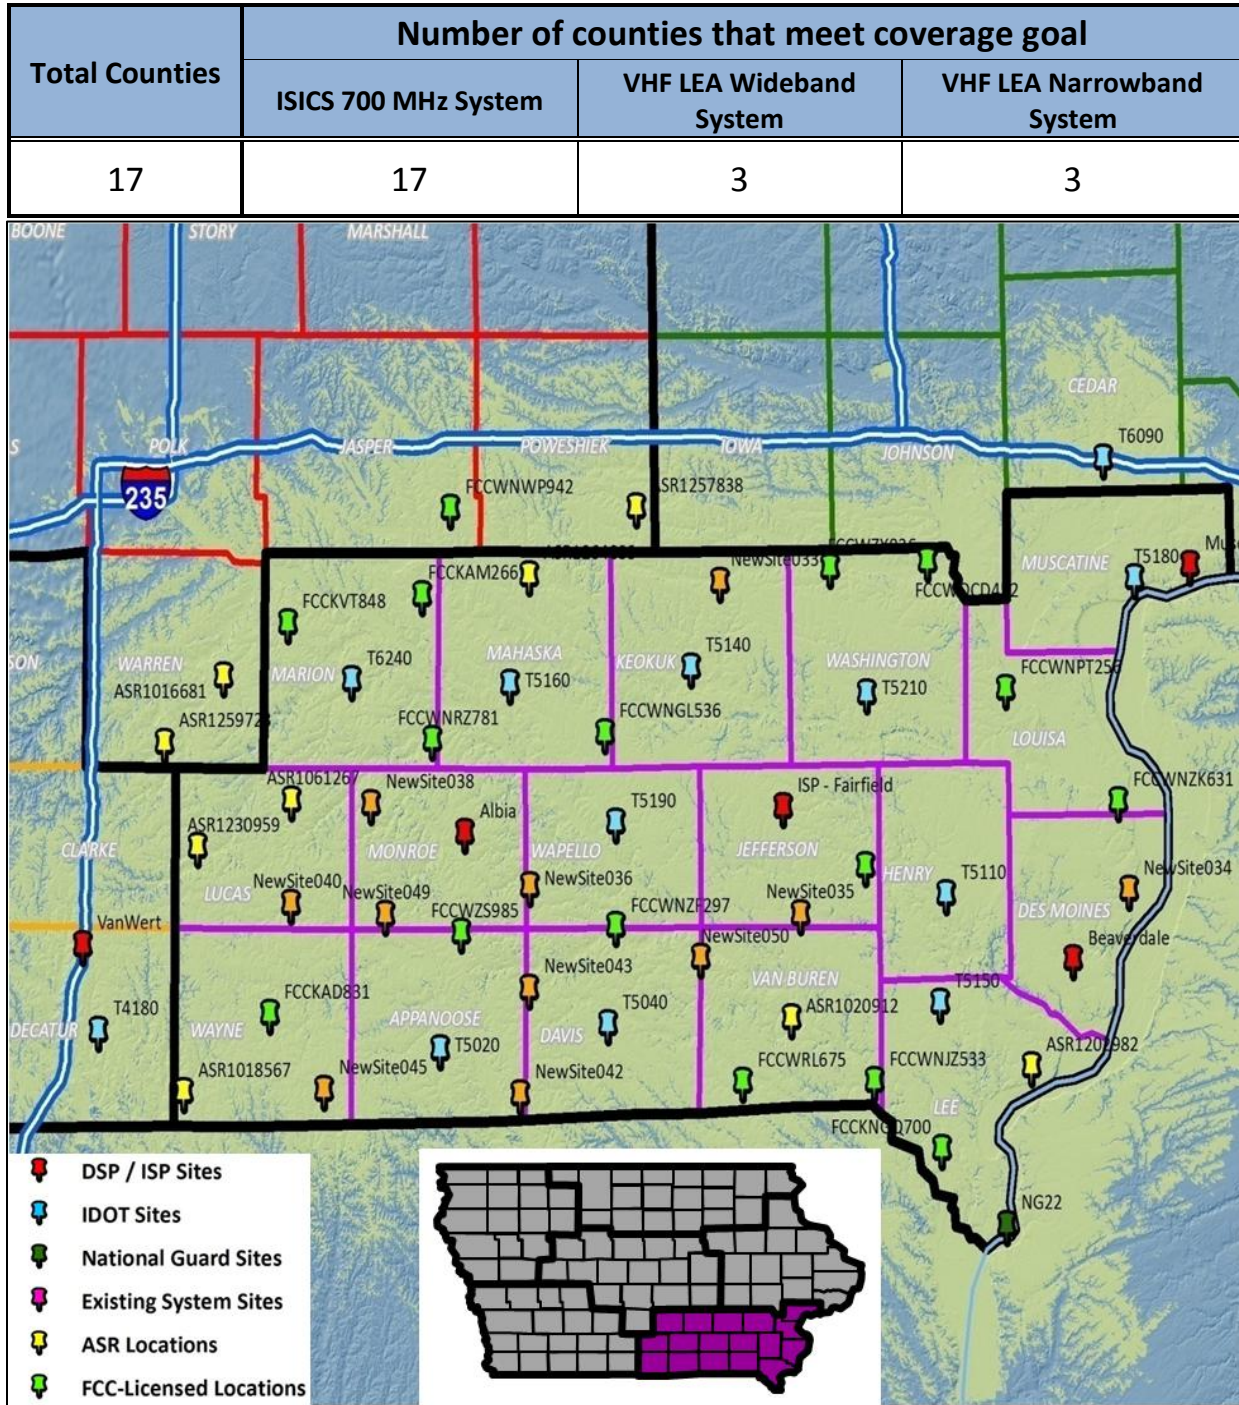 Total Counties
Number of counties that meet coverage goal
ISICS 700 MHz System
VHF LEA Wideband System
VHF LEA Narrowband System
17
17
3
3
BOONE
STORY
MARSHALL
CEDAR
POLK
JASPER
POWESHIEK
IOWA
JOHNSON
T6090
235
FCCWNWP942
ASR1257838
MUSCATINE
T5180
NewSite033
FCCKAM266
FCCKVT848
WARREN
MARION
T6240
MAHASKA
T5160
KEOKUK
T5140
WASHINGTON
T5210
FCCWNPT256
ASR1016681
ASR1259723
FCCWNRZ781
FCCWNGL536
LOUISA
ASR1061267
NewSite038
Albia
T5190
ISP - Fairfield
FCCWNZK631
ASR1230959
CLARKE
MONROE
WAPELLO
JEFFERSON
HENRY
T5110
NewSite034
LUCAS
NewSite040
NewSite049
NewSite036
NewSite035
DES MOINES
VanWert
FCCWZS985
FCCWNZF297
NewSite050
Beaverdale
NewSite043
VAN BUREN
T5150
DECATUR
T4180
WAYNE
FCCKAD831
APPANOOSE
T5020
DAVIS
T5040
ASR1020912
ASR1202982
ASR1018567
NewSite045
NewSite042
FCCWRL675
FCCWNJZ533
LEE
NG22
DSP / ISP Sites
IDOT Sites
National Guard Sites
Existing System Sites
ASR Locations
FCC-Licensed Locations